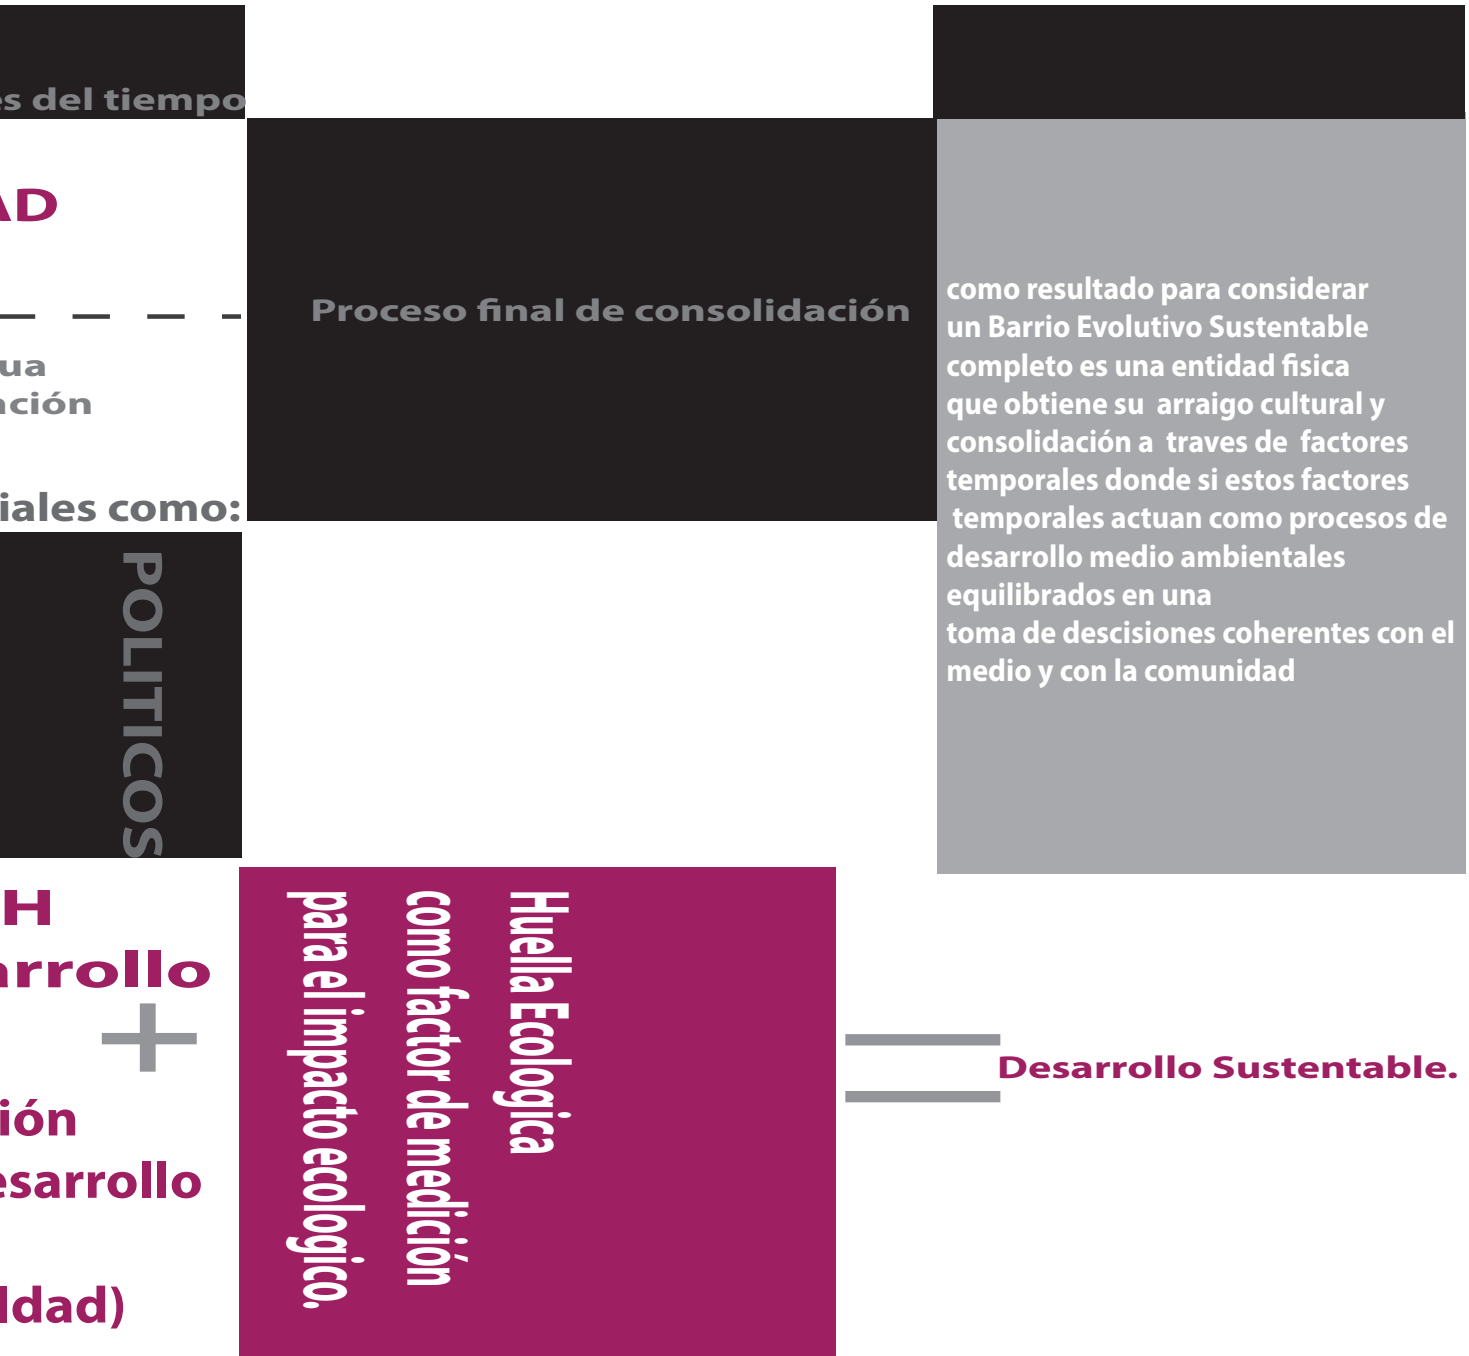 es del tiempo
AD
ua
ación
iales como:
POLITICOS
Proceso final de consolidación
como resultado para considerar
un Barrio Evolutivo Sustentable
completo es una entidad fisica
que obtiene su arraigo cultural y
consolidación a traves de factores
temporales donde si estos factores
temporales actuan como procesos de
desarrollo medio ambientales
equilibrados en una
toma de descisiones coherentes con el
medio y con la comunidad
H
arrollo
+
ión
esarrollo
ldad)
Huella Ecologica
como factor de medición
para el impacto ecologico.
=
Desarrollo Sustentable.